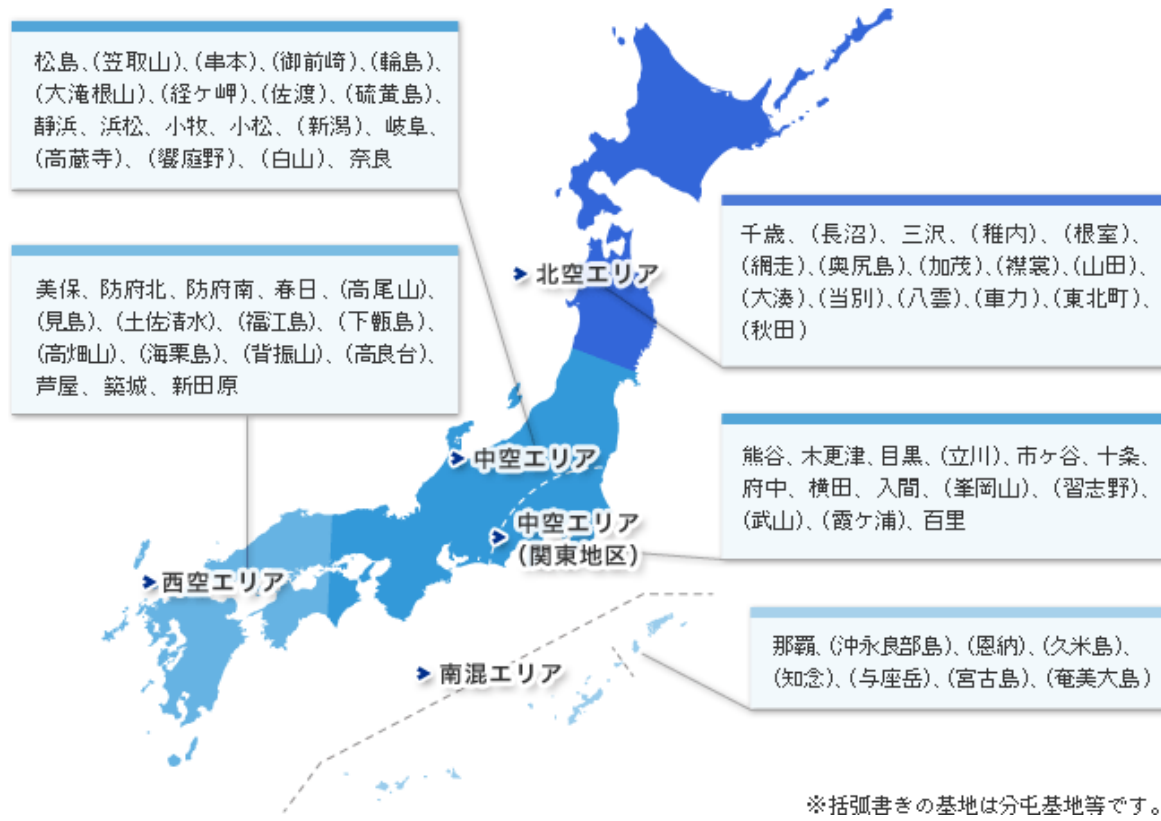 松島、(笠取山)、(串本)、(御前崎)、(輪島)、
(大滝根山)、(経ケ岬)、(佐渡)、(硫黄島)、
静浜、浜松、小牧、小松、(新潟)、岐阜、
(高蔵寺)、(饗庭野)、(白山)、奈良
美保、防府北、防府南、春日、(高尾山)、
(見島)、(土佐清水)、(福江島)、(下甑島)、
(高畑山)、(海栗島)、(背振山)、(高良台)、
芦屋、築城、新田原
千歳、(長沼)、三沢、(稚内)、(根室)、
(網走)、(奥尻島)、(加茂)、(襟裳)、(山田)、
(大湊)、(当別)、(八雲)、(車力)、(東北町)、
(秋田)
北空エリア
中空エリア
中空エリア
(関東地区)
熊谷、木更津、目黒、(立川)、市ヶ谷、十条、
府中、横田、入間、(峯岡山)、(習志野)、
(武山)、(霞ケ浦)、百里
西空エリア
南混エリア
那覇、(沖永良部島)、(恩納)、(久米島)、
(知念)、(与座岳)、(宮古島)、(奄美大島)
※括弧書きの基地は分屯基地等です。